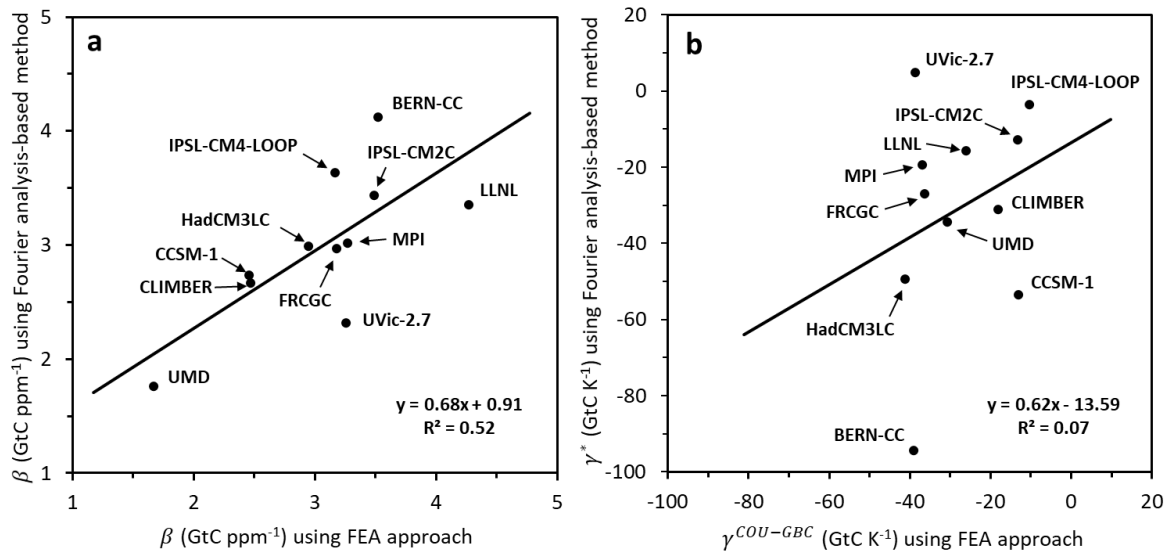 a
β (GtC ppm⁻¹) using Fourier analysis-based method
5
4
3
2
1
BERN-CC
IPSL-CM4-LOOP
IPSL-CM2C
LLNL
HadCM3LC
MPI
CCSM-1
CLIMBER
FRCGC
UVic-2.7
UMD
y = 0.68x + 0.91
R² = 0.52
1 2 3 4 5
β (GtC ppm⁻¹) using FEA approach
b
γ* (GtC K⁻¹) using Fourier analysis-based method
20
0
-20
-40
-60
-80
-100
UVic-2.7
IPSL-CM4-LOOP
IPSL-CM2C
LLNL
MPI
FRCGC
CLIMBER
UMD
CCSM-1
HadCM3LC
BERN-CC
y = 0.62x - 13.59
R² = 0.07
-100 -80 -60 -40 -20 0 20
γ^COU−GBC (GtC K⁻¹) using FEA approach